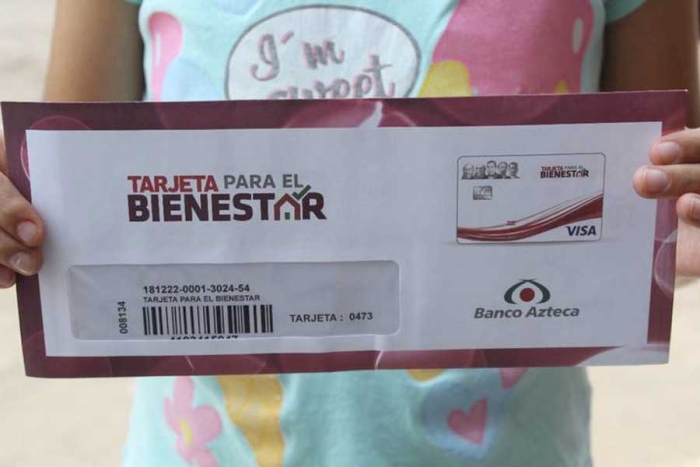 I'm
sweet
TARJETA PARA EL
BIENESTAR
TARJETA PARA EL
BIENESTAR
VISA
181222-0001-3024-54
TARJETA PARA EL BIENESTAR
008134
TARJETA : 0473
Banco Azteca